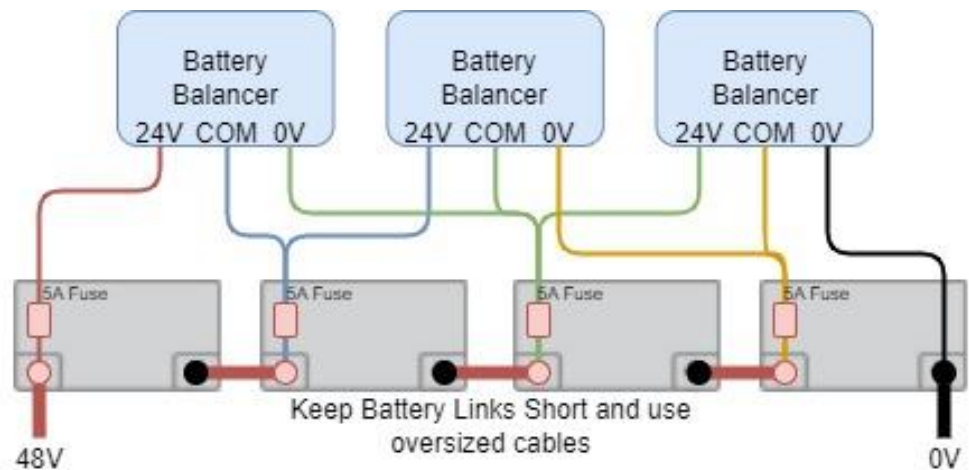 Battery
Balancer
24V COM 0V
Battery
Balancer
24V COM 0V
Battery
Balancer
24V COM 0V
5A Fuse
5A Fuse
5A Fuse
5A Fuse
Keep Battery Links Short and use
oversized cables
48V
0V